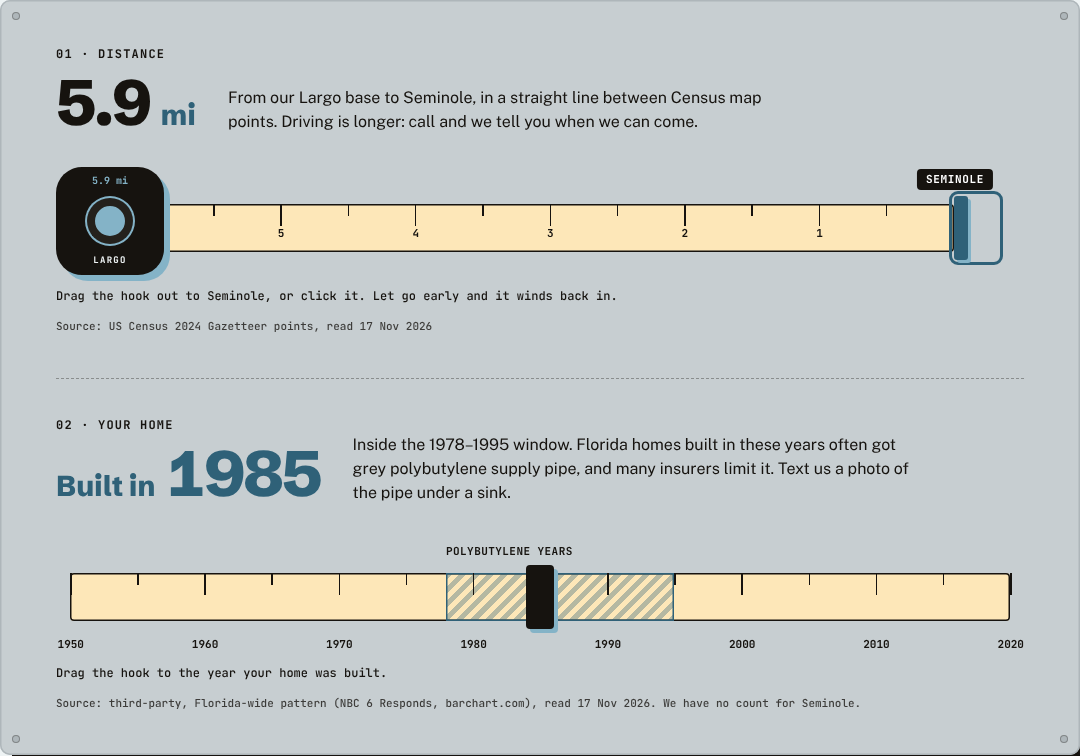 01 · DISTANCE
5.9 mi
From our Largo base to Seminole, in a straight line between Census map
points. Driving is longer: call and we tell you when we can come.
5.9 mi
LARGO
SEMINOLE
5 4 3 2 1
Drag the hook out to Seminole, or click it. Let go early and it winds back in.
Source: US Census 2024 Gazetteer points, read 17 Nov 2026
02 · YOUR HOME
Built in 1985
Inside the 1978–1995 window. Florida homes built in these years often got
grey polybutylene supply pipe, and many insurers limit it. Text us a photo of
the pipe under a sink.
POLYBUTYLENE YEARS
1950 1960 1970 1980 1990 2000 2010 2020
Drag the hook to the year your home was built.
Source: third-party, Florida-wide pattern (NBC 6 Responds, barchart.com), read 17 Nov 2026. We have no count for Seminole.